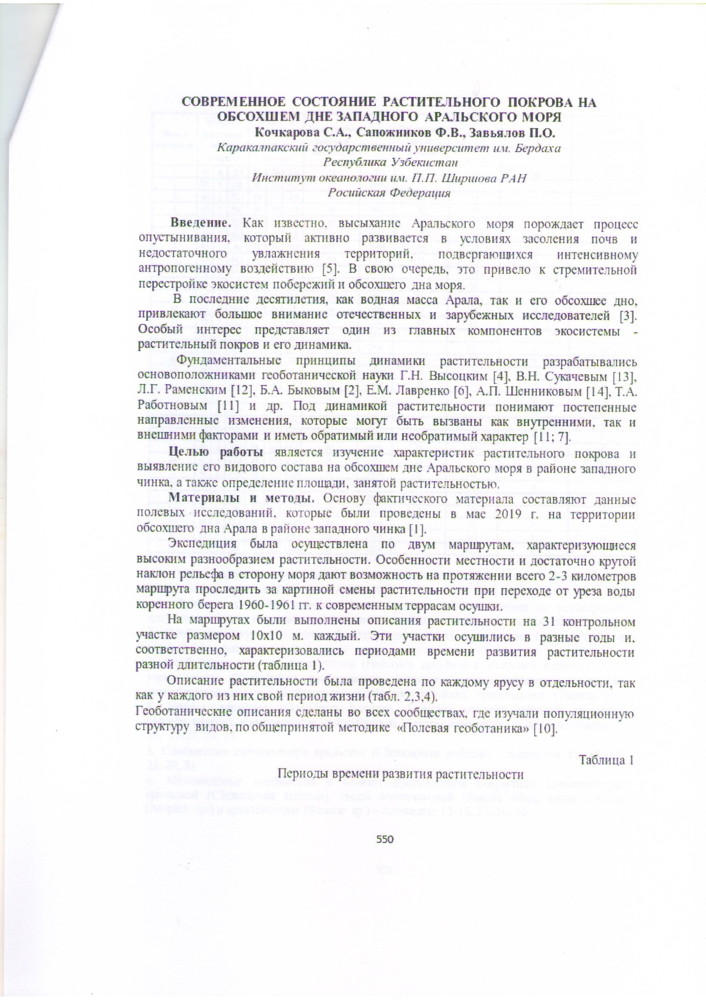 СОВРЕМЕННОЕ СОСТОЯНИЕ РАСТИТЕЛЬНОГО ПОКРОВА НА
ОБСОХШЕМ ДНЕ ЗАПАДНОГО АРАЛЬСКОГО МОРЯ
Кочкарова С.А., Сапожников Ф.В., Завьялов П.О.
Каракалпакский государственный университет им. Бердаха
Республика Узбекистан
Институт океанологии им. П.П. Ширшова РАН
Росийская Федерация
Введение. Как известно, высыхание Аральского моря порождает процесс
опустынивания, который активно развивается в условиях засоления почв и
недостаточного увлажнения территорий, подвергающихся интенсивному
антропогенному воздействию [5]. В свою очередь, это привело к стремительной
перестройке экосистем побережий и обсохшего дна моря.
В последние десятилетия, как водная масса Арала, так и его обсохшее дно,
привлекают большое внимание отечественных и зарубежных исследователей [3].
Особый интерес представляет один из главных компонентов экосистемы -
растительный покров и его динамика.
Фундаментальные принципы динамики растительности разрабатывались
основоположниками геоботанической науки Г.Н. Высоцким [4], В.Н. Сукачевым [13],
Л.Г. Раменским [12], Б.А. Быковым [2], Е.М. Лавренко [6], А.П. Шенниковым [14], Т.А.
Работновым [11] и др. Под динамикой растительности понимают постепенные
направленные изменения, которые могут быть вызваны как внутренними, так и
внешними факторами и иметь обратимый или необратимый характер [11; 7].
Целью работы является изучение характеристик растительного покрова и
выявление его видового состава на обсохшем дне Аральского моря в районе западного
чинка, а также определение площади, занятой растительностью.
Материалы и методы. Основу фактического материала составляют данные
полевых исследований, которые были проведены в мае 2019 г. на территории
обсохшего дна Арала в районе западного чинка [1].
Экспедиция была осуществлена по двум маршрутам, характеризующиеся
высоким разнообразием растительности. Особенности местности и достаточно крутой
наклон рельефа в сторону моря дают возможность на протяжении всего 2-3 километров
маршрута проследить за картиной смены растительности при переходе от уреза воды
коренного берега 1960-1961 гг. к современным террасам осушки.
На маршрутах были выполнены описания растительности на 31 контрольном
участке размером 10x10 м. каждый. Эти участки осушились в разные годы и,
соответственно, характеризовались периодами времени развития растительности
разной длительности (таблица 1).
Описание растительности была проведена по каждому ярусу в отдельности, так
как у каждого из них свой период жизни (табл. 2,3,4).
Геоботанические описания сделаны во всех сообществах, где изучали популяционную
структуру видов, по общепринятой методике «Полевая геоботаника» [10].
Таблица 1
Периоды времени развития растительности
550